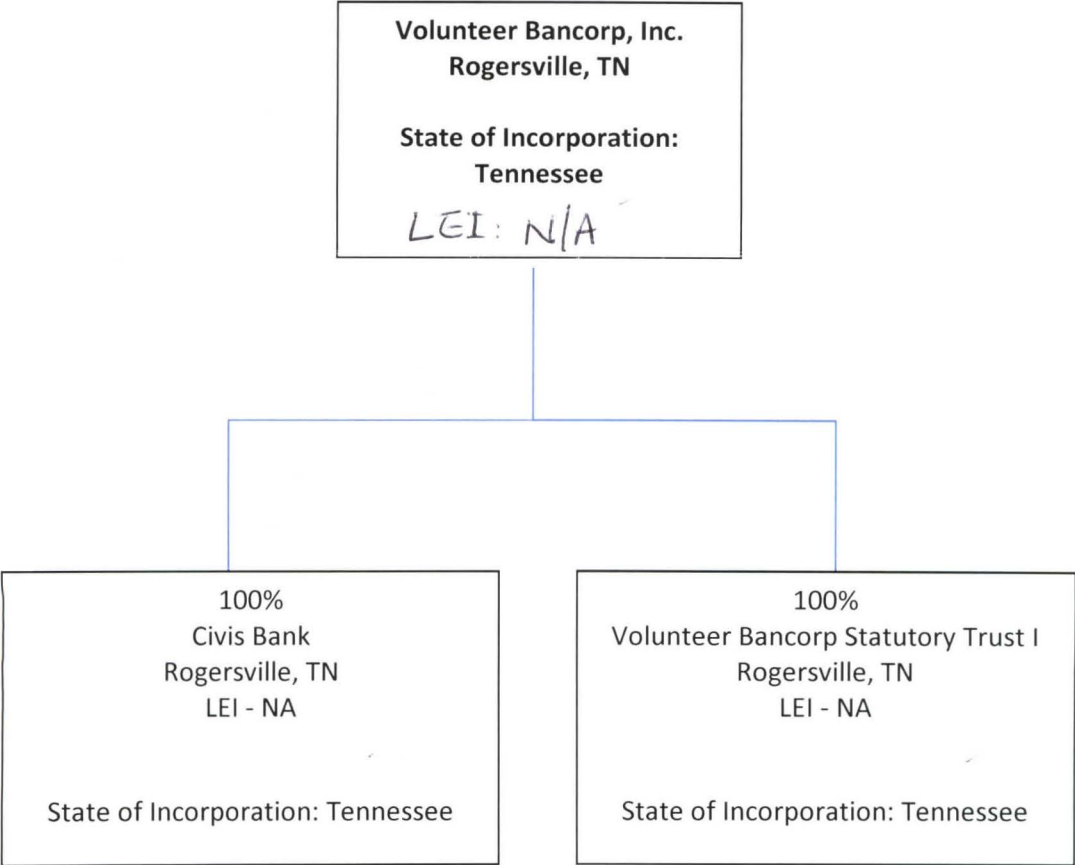 Volunteer Bancorp, Inc.
Rogersville, TN
State of Incorporation:
Tennessee
LEI: N/A
100%
Civis Bank
Rogersville, TN
LEI - NA
State of Incorporation: Tennessee
100%
Volunteer Bancorp Statutory Trust I
Rogersville, TN
LEI - NA
State of Incorporation: Tennessee